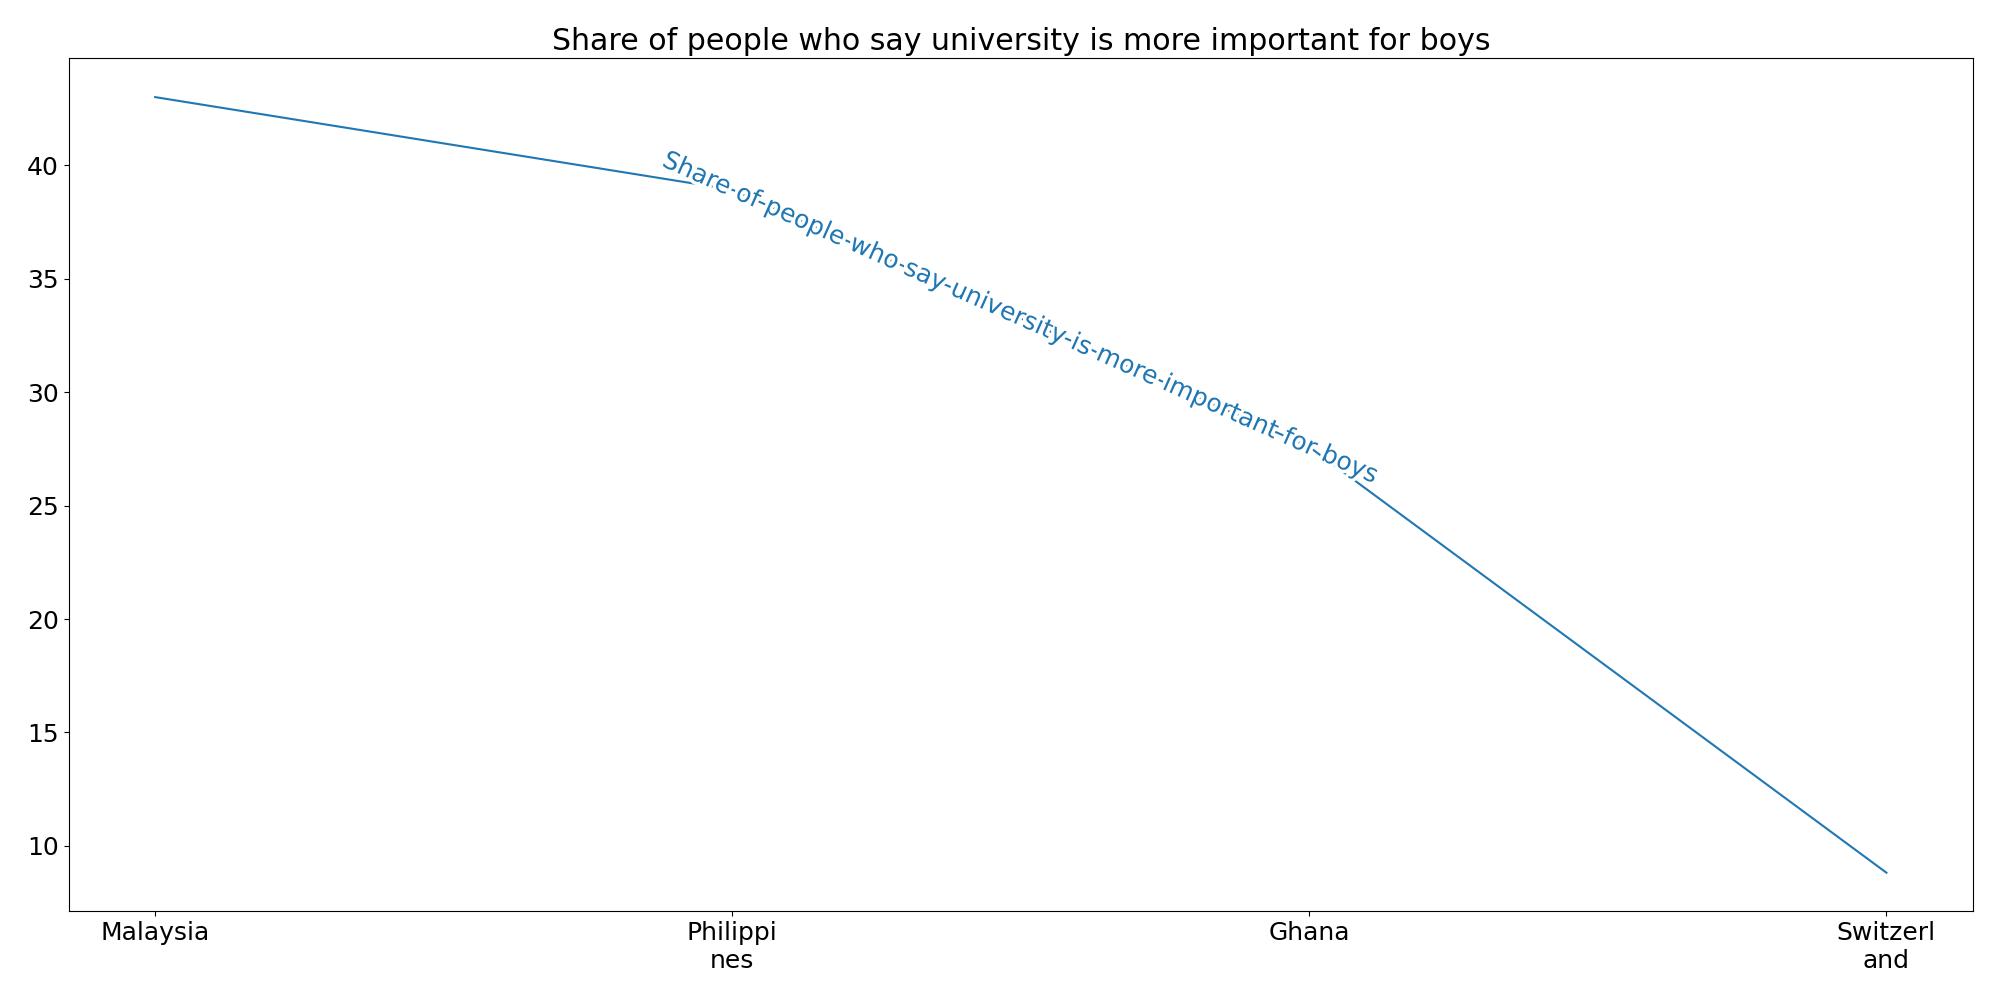 Share of people who say university is more important for boys
40
35
30
25
20
15
10
Share-of-people-who-say-university-is-more-important-for-boys
Malaysia
Philippi
nes
Ghana
Switzerl
and